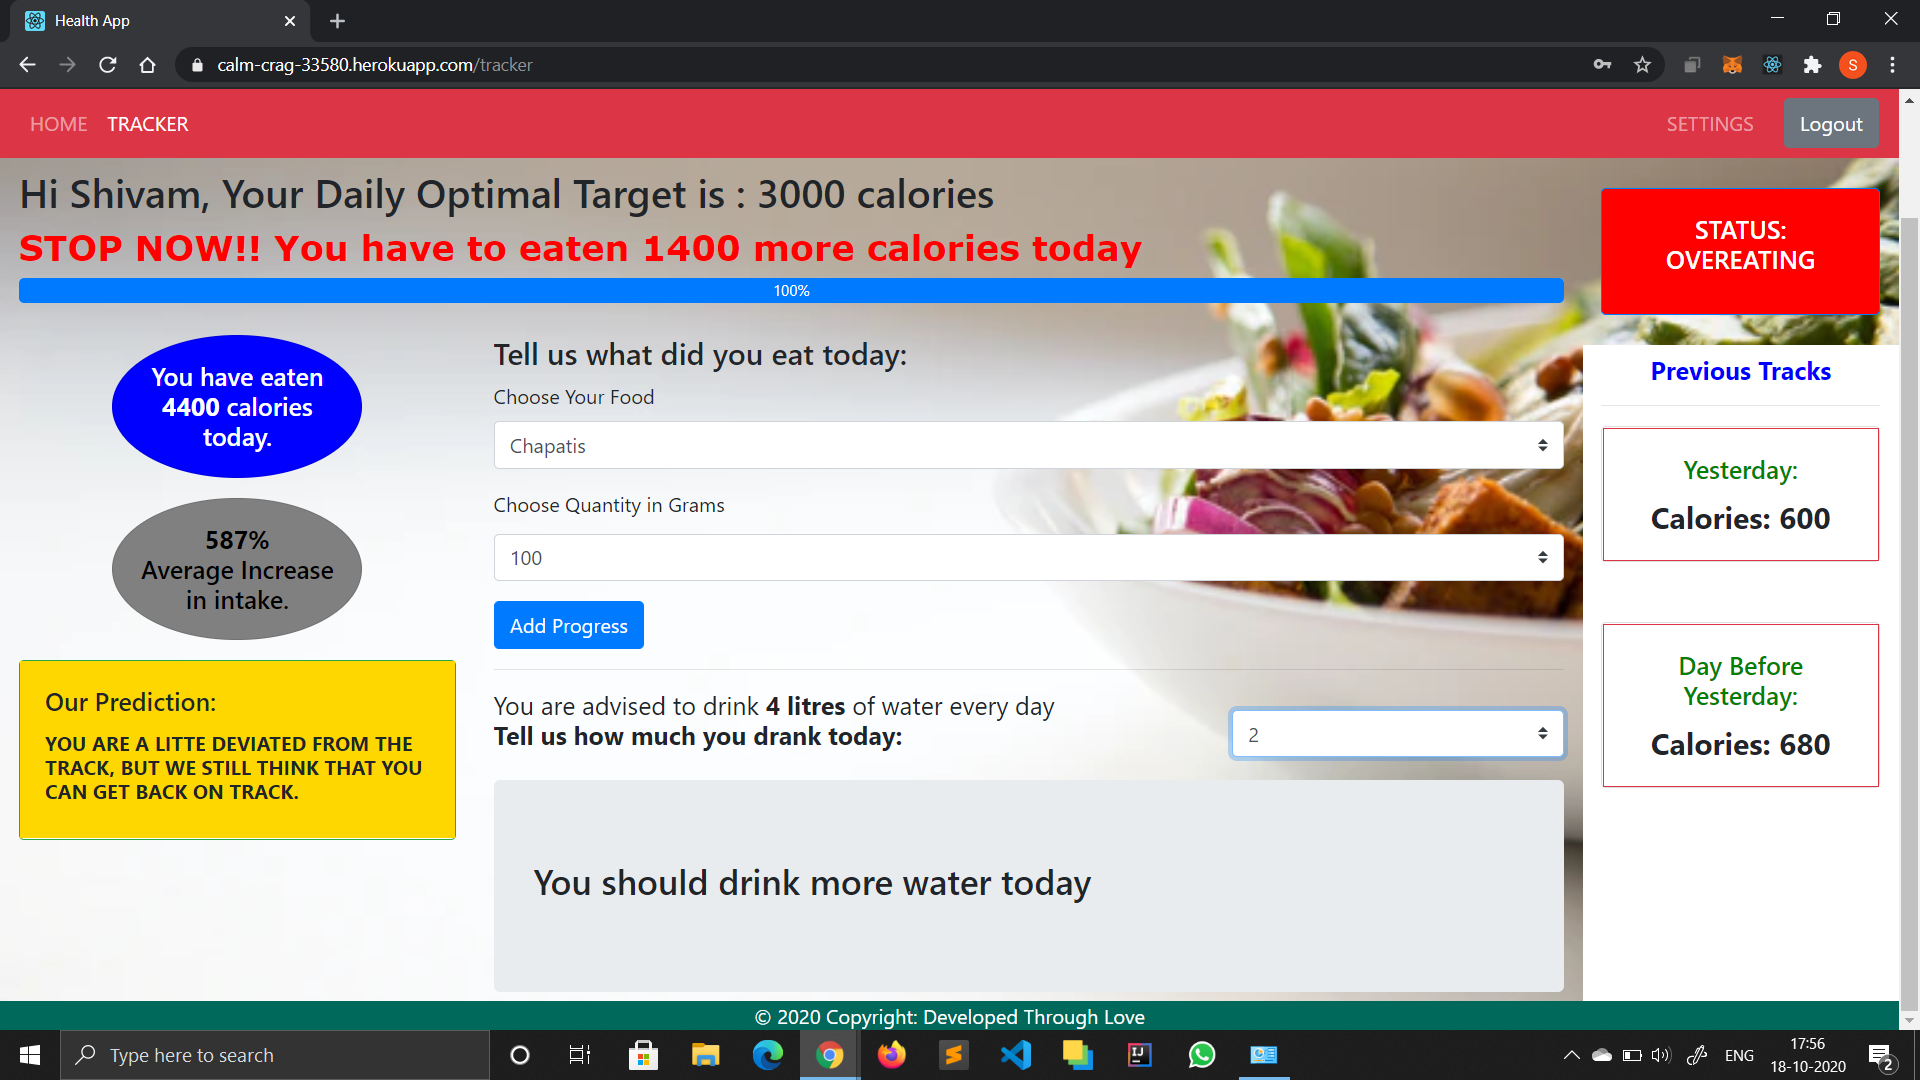 Health App
calm-crag-33580.herokuapp.com/tracker
S
HOME TRACKER SETTINGS Logout
Hi Shivam, Your Daily Optimal Target is : 3000 calories
STOP NOW!! You have to eaten 1400 more calories today
100%
STATUS:
OVEREATING
You have eaten
4400 calories
today.
587%
Average Increase
in intake.
Our Prediction:
YOU ARE A LITTE DEVIATED FROM THE
TRACK, BUT WE STILL THINK THAT YOU
CAN GET BACK ON TRACK.
Tell us what did you eat today:
Choose Your Food
Chapatis
Choose Quantity in Grams
100
Add Progress
You are advised to drink 4 litres of water every day
Tell us how much you drank today:
2
You should drink more water today
Previous Tracks
Yesterday:
Calories: 600
Day Before
Yesterday:
Calories: 680
© 2020 Copyright: Developed Through Love
Type here to search
IJ
ENG
17:56
18-10-2020
2